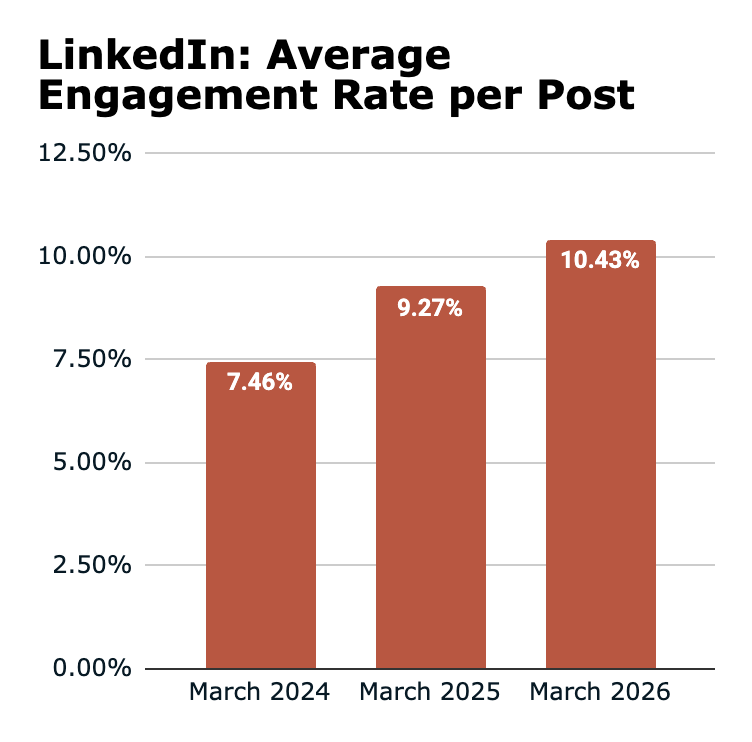 LinkedIn: Average
Engagement Rate per Post
12.50%
10.00%
7.50%
5.00%
2.50%
0.00%
7.46%
9.27%
10.43%
March 2024
March 2025
March 2026